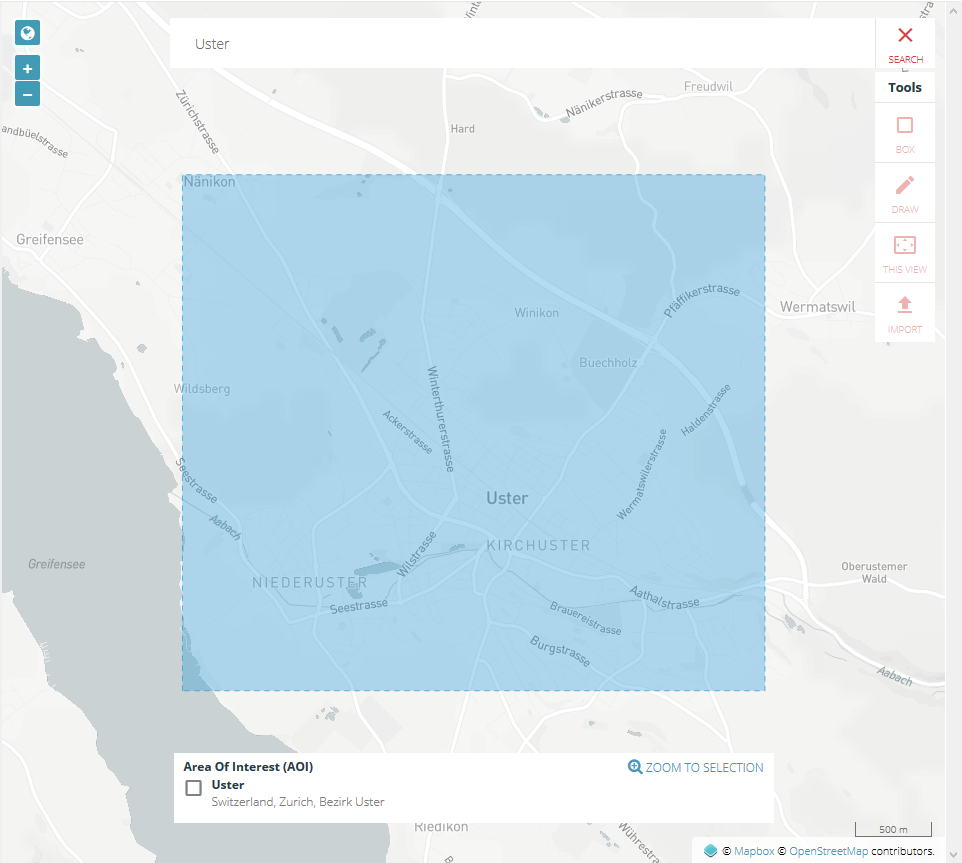 Uster
SEARCH
Tools
BOX
DRAW
THIS VIEW
IMPORT
+
−
Freudwil
Nänikerstrasse
Zürichstrasse
Hard
andbüelstrasse
Nänikon
Greifensee
Pfäffikerstrasse
Winikon
Wermatswil
Buechholz
Wildsberg
Winterthurerstrasse
Ackerstrasse
Haldenstrasse
Wermatswilerstrasse
Seestrasse
Uster
Aabach
KIRCHUSTER
Wilstrasse
Greifensee
Oberustemer
Wald
NIEDERUSTER
Seestrasse
Aathalstrasse
Brauereistrasse
Burgstrasse
Aabach
Area Of Interest (AOI)
ZOOM TO SELECTION
Uster
Switzerland, Zurich, Bezirk Uster
Riedikon
Wührestrasse
500 m
© Mapbox © OpenStreetMap contributors.